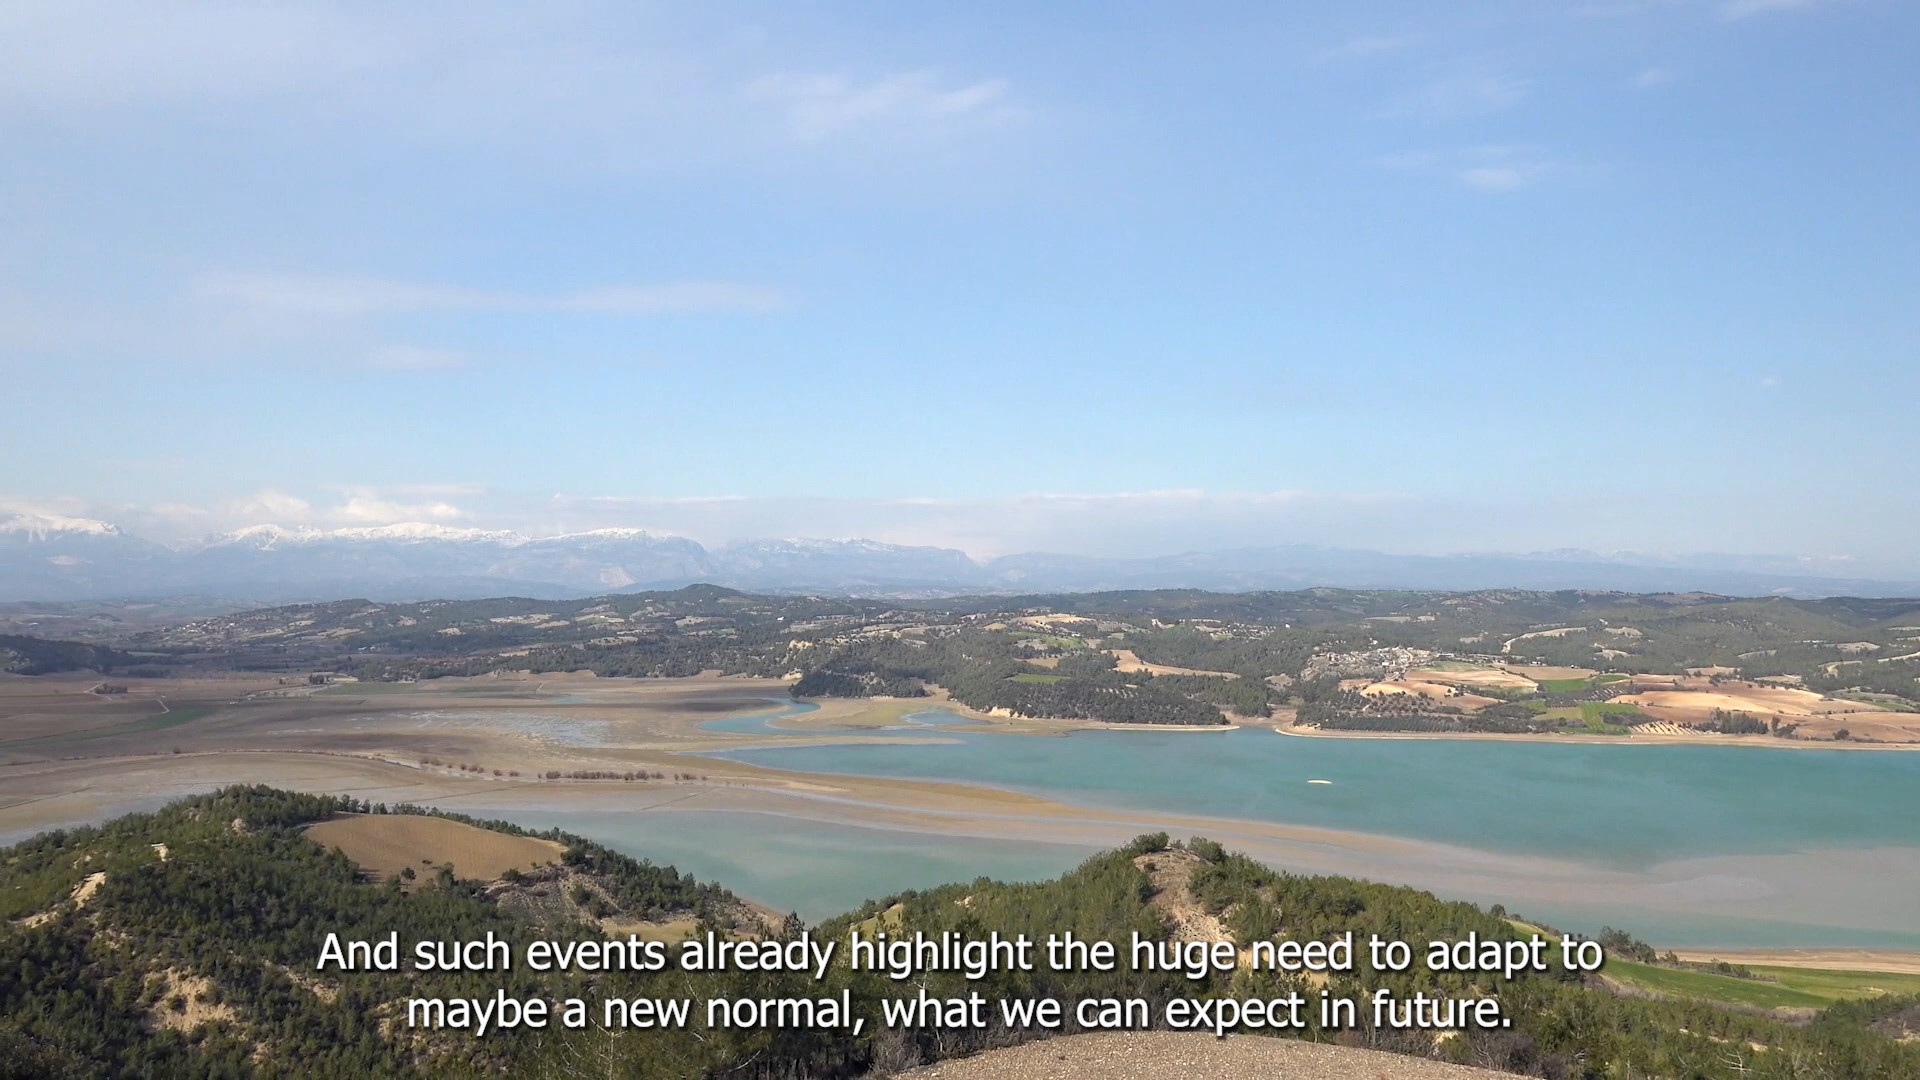 And such events already highlight the huge need to adapt to
maybe a new normal, what we can expect in future.